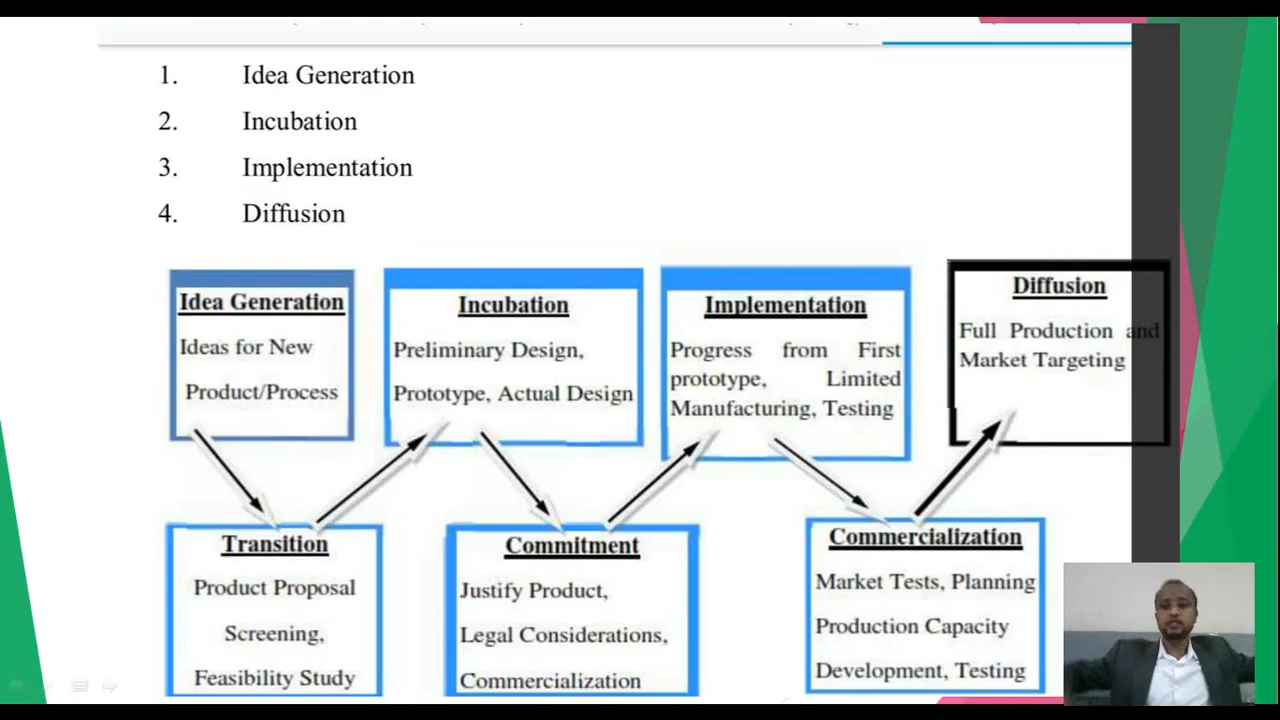 1. Idea Generation
2. Incubation
3. Implementation
4. Diffusion
Idea Generation
Ideas for New
Product/Process
Incubation
Preliminary Design,
Prototype, Actual Design
Implementation
Progress from First
prototype, Limited
Manufacturing, Testing
Diffusion
Full Production and
Market Targeting
Transition
Product Proposal
Screening,
Feasibility Study
Commitment
Justify Product,
Legal Considerations,
Commercialization
Commercialization
Market Tests, Planning
Production Capacity
Development, Testing